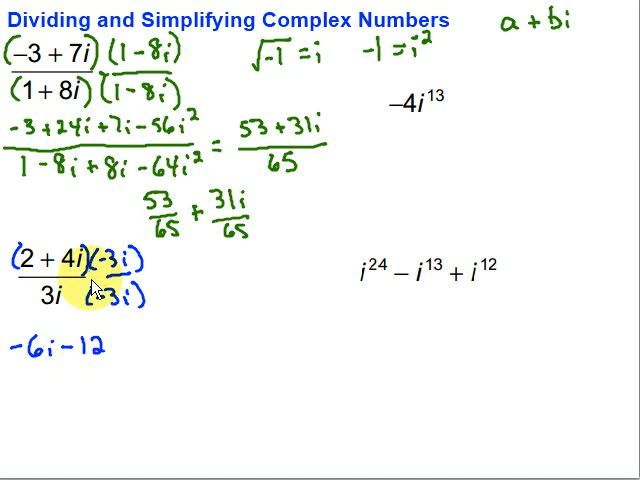 Dividing and Simplifying Complex Numbers
a + bi
(−3 + 7i) (1 − 8i)
(1 + 8i) (1 − 8i)
√-1 = i
-1 = i²
−4i¹³
-3 + 24i + 7i − 56i² = 53 + 31i
1 − 8i + 8i − 64i² 65
53 + 31i
65 65
(2 + 4i)(-3i)
3i (-3i)
i²⁴ − i¹³ + i¹²
-6i − 12